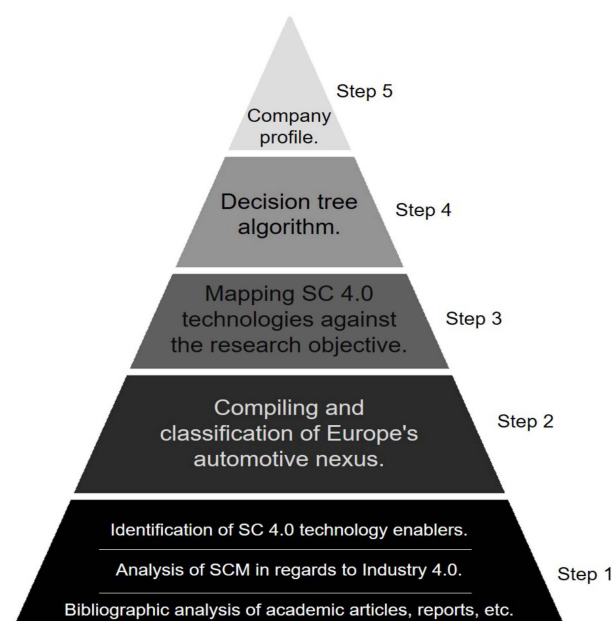 Step 5
Company
profile.
Decision tree
algorithm.
Step 4
Mapping SC 4.0
technologies against
the research objective.
Step 3
Compiling and
classification of Europe's
automotive nexus.
Step 2
Identification of SC 4.0 technology enablers.
Analysis of SCM in regards to Industry 4.0.
Step 1
Bibliographic analysis of academic articles, reports, etc.